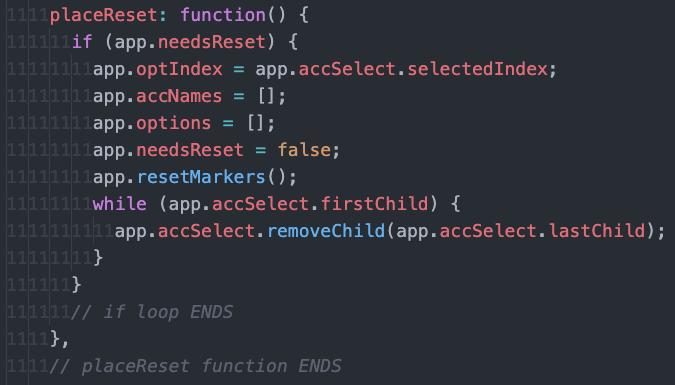 1111placeReset: function() {
111111if (app.needsReset) {
11111111app.optIndex = app.accSelect.selectedIndex;
11111111app.accNames = [];
11111111app.options = [];
11111111app.needsReset = false;
11111111app.resetMarkers();
11111111while (app.accSelect.firstChild) {
1111111111app.accSelect.removeChild(app.accSelect.lastChild);
11111111}
111111}
111111// if loop ENDS
1111},
1111// placeReset function ENDS